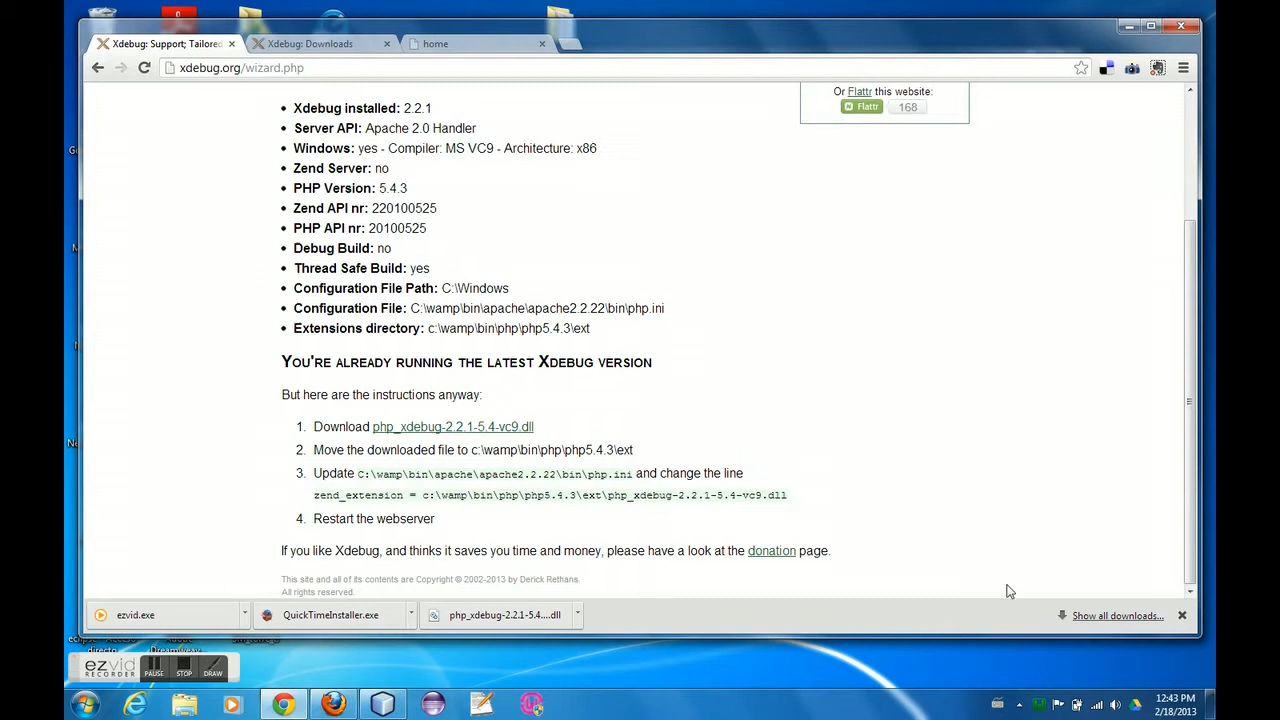 Xdebug: Support; Tailored
Xdebug: Downloads
home
xdebug.org/wizard.php
Or Flattr this website:
Flattr
168
Xdebug installed: 2.2.1
Server API: Apache 2.0 Handler
Windows: yes - Compiler: MS VC9 - Architecture: x86
Zend Server: no
PHP Version: 5.4.3
Zend API nr: 220100525
PHP API nr: 20100525
Debug Build: no
Thread Safe Build: yes
Configuration File Path: C:\Windows
Configuration File: C:\wamp\bin\apache\apache2.2.22\bin\php.ini
Extensions directory: c:\wamp\bin\php\php5.4.3\ext
You're already running the latest Xdebug version
But here are the instructions anyway:
1. Download php_xdebug-2.2.1-5.4-vc9.dll
2. Move the downloaded file to c:\wamp\bin\php\php5.4.3\ext
3. Update C:\wamp\bin\apache\apache2.2.22\bin\php.ini and change the line
zend_extension = c:\wamp\bin\php\php5.4.3\ext\php_xdebug-2.2.1-5.4-vc9.dll
4. Restart the webserver
If you like Xdebug, and thinks it saves you time and money, please have a look at the donation page.
This site and all of its contents are Copyright © 2002-2013 by Derick Rethans.
All rights reserved.
ezvid.exe
QuickTimeInstaller.exe
php_xdebug-2.2.1-5.4....dll
Show all downloads...
directo
ezvid
RECORDER
PAUSE
STOP
DRAW
12:43 PM
2/18/2013